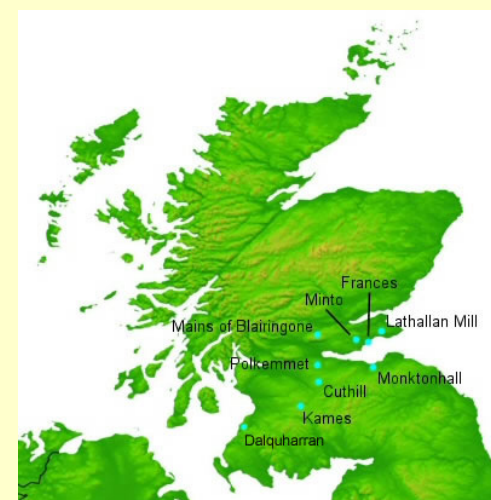 Frances
Minto
Lathallan Mill
Mains of Blairingone
Polkemmet
Monktonhall
Cuthill
Kames
Dalquharran